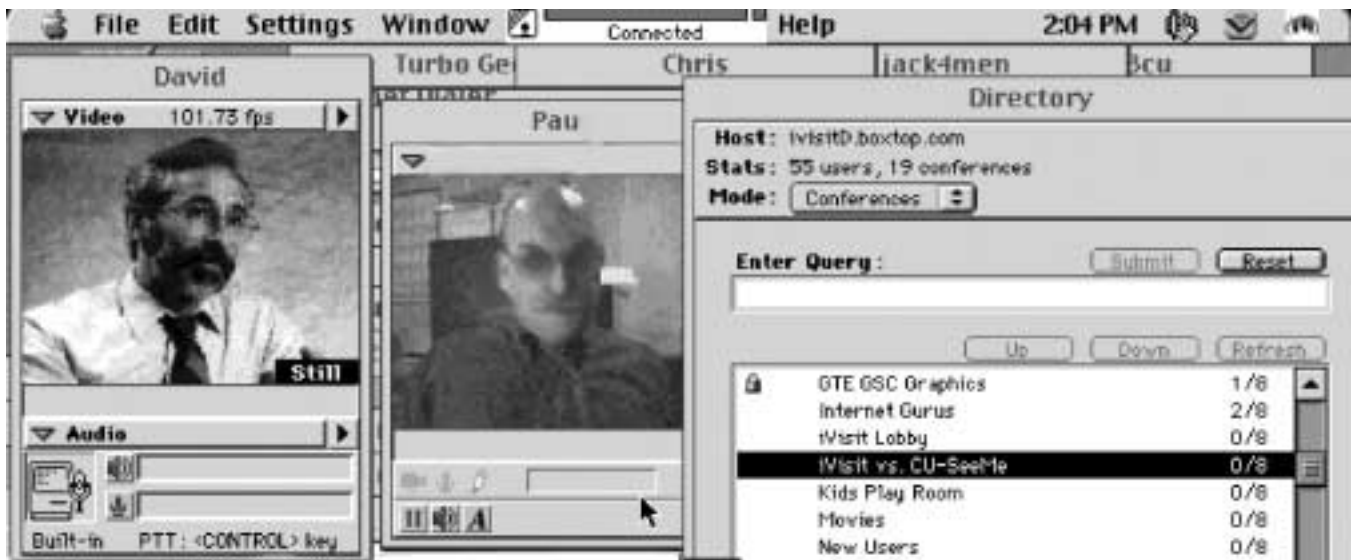 File Edit Settings Window Connected Help 2:04 PM
David
Turbo Ge
Chris
jack4men
Bcu
Directory
Pau
Video 101.73 fps
Still
Audio
Built-in PTT: <CONTROL> key
Host: ivisitD.boxtop.com
Stats: 55 users, 19 conferences
Mode: Conferences
Enter Query: Submit Reset
Up Down Refresh
GTE GSC Graphics 1/8
Internet Gurus 2/8
iVisit Lobby 0/8
iVisit vs. CU-SeeMe 0/8
Kids Play Room 0/8
Movies 0/8
New Users 0/8
A